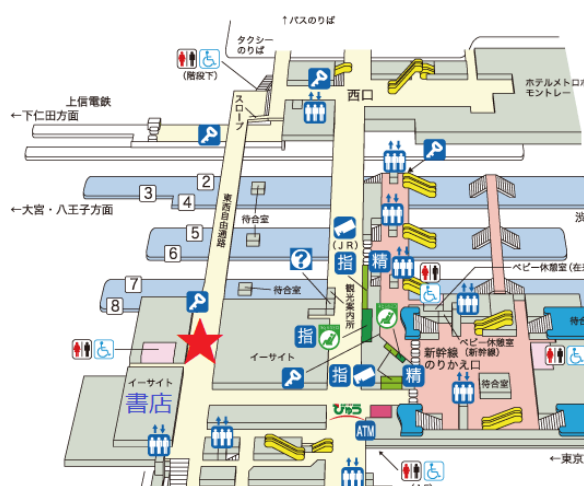 ↑バスのりば
タクシー
のりば
(階段下)
スロープ
西口
ホテルメトロポ
モントレー
上信電鉄
←下仁田方面
2
3
4
←大宮・八王子方面
東西自由通路
待合室
5
6
(JR)
指
精
7
8
待合室
?
観光案内所
ベビー休憩室(在来
ベビー休憩室
(新幹線)
待合
指
イーサイト
指
精
新幹線
のりかえ口
待合室
イーサイト
書店
びゅう
ATM
←東京